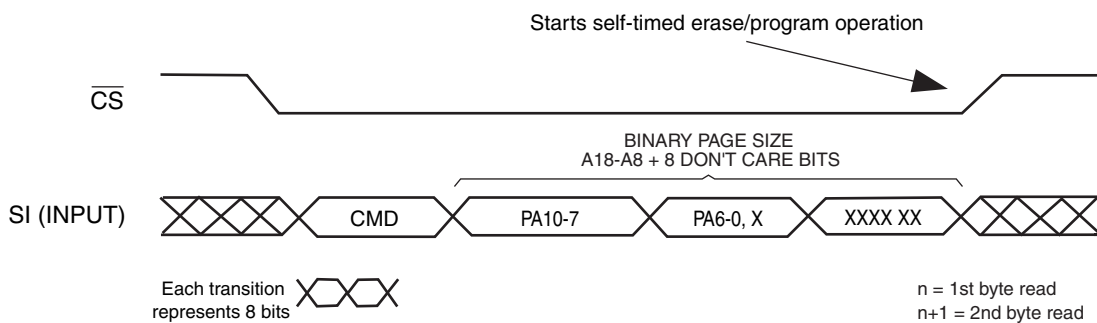 Starts self-timed erase/program operation
CS
BINARY PAGE SIZE
A18-A8 + 8 DON'T CARE BITS
SI (INPUT)
CMD
PA10-7
PA6-0, X
XXXX XX
Each transition
represents 8 bits
n = 1st byte read
n+1 = 2nd byte read